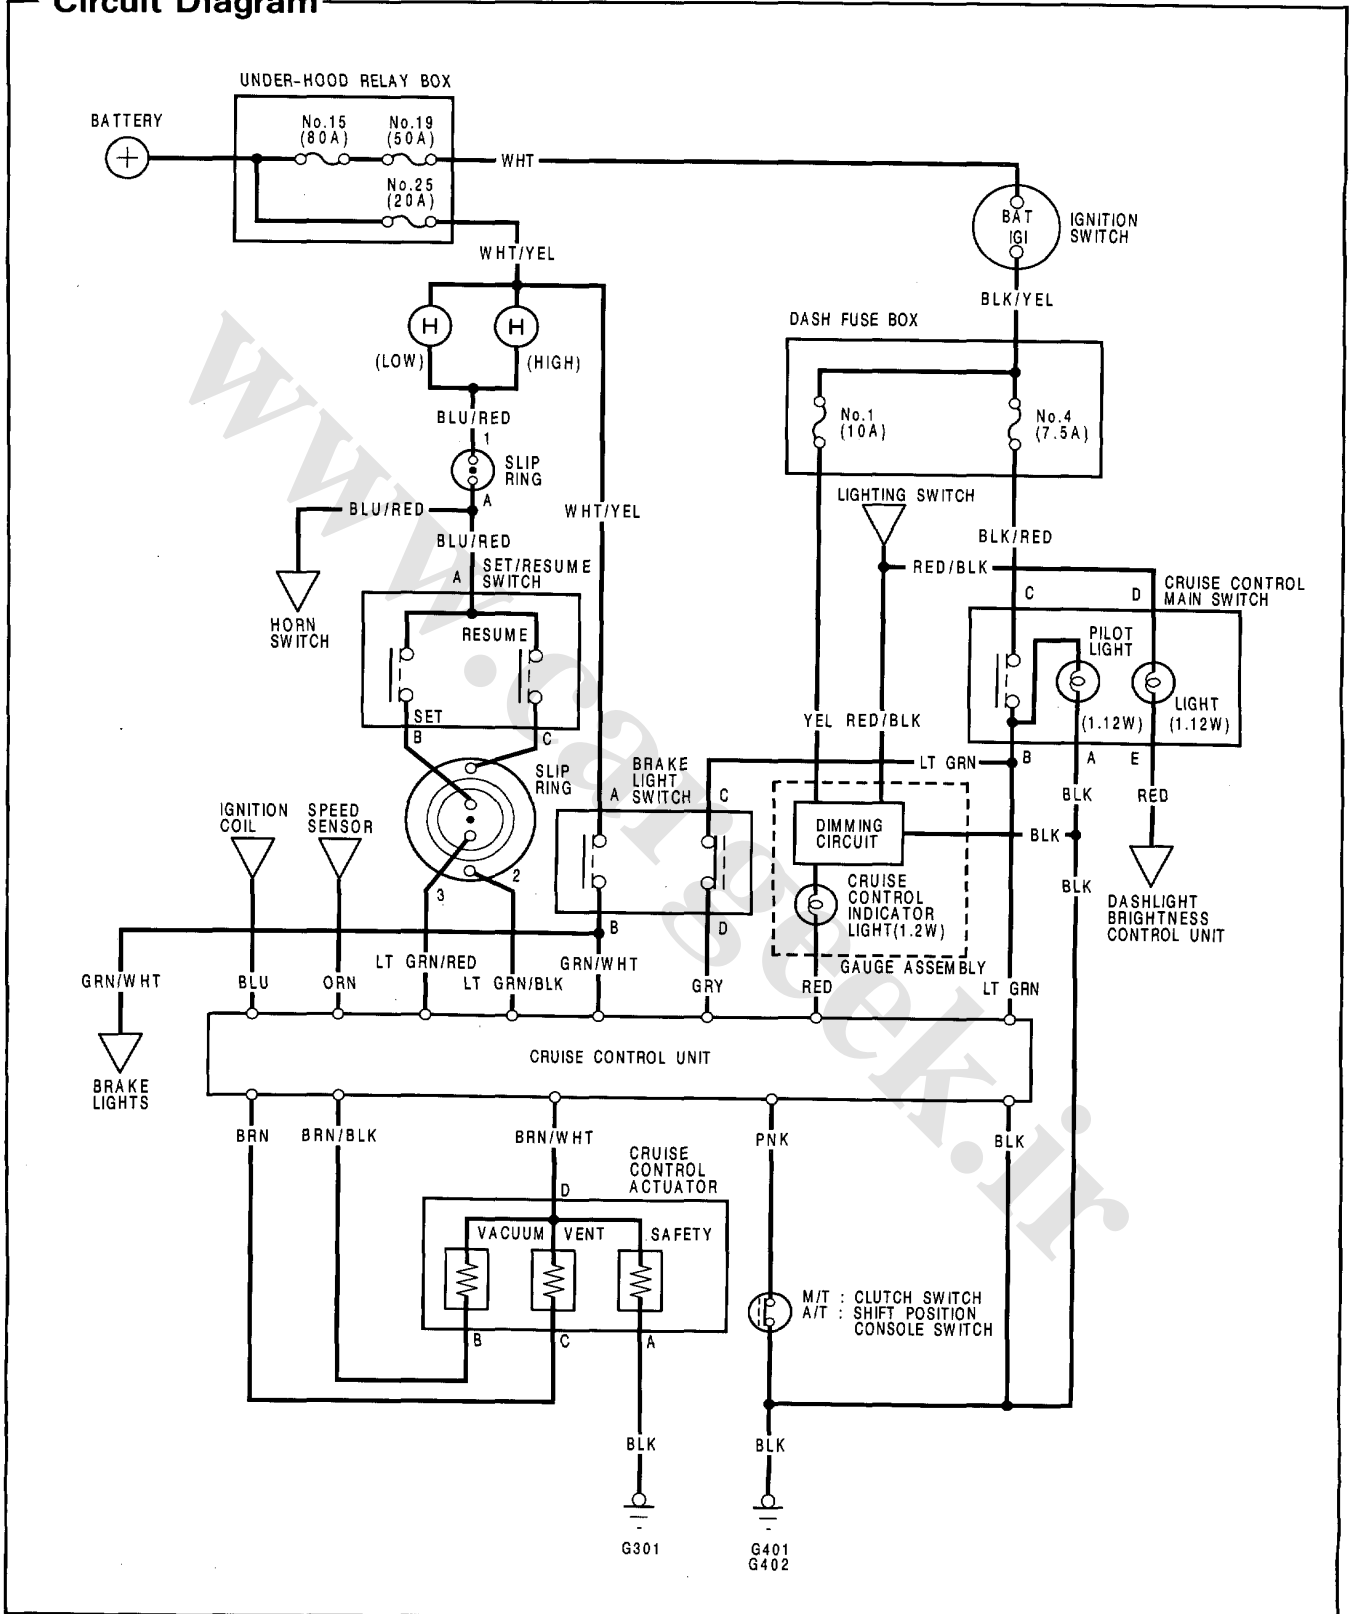 Circuit Diagram
UNDER-HOOD RELAY BOX
BATTERY
No.15
(80A)
No.19
(50A)
WHT
No.25
(20A)
WHT/YEL
BAT
IGI
IGNITION
SWITCH
BLK/YEL
DASH FUSE BOX
H
H
(LOW)
(HIGH)
BLU/RED
1
SLIP
RING
A
BLU/RED
BLU/RED
WHT/YEL
No.1
(10A)
No.4
(7.5A)
LIGHTING SWITCH
BLK/RED
RED/BLK
HORN
SWITCH
A
SET/RESUME
SWITCH
RESUME
SET
B
C
C
D
CRUISE CONTROL
MAIN SWITCH
PILOT
LIGHT
(1.12W)
LIGHT
(1.12W)
YEL
RED/BLK
LT GRN
B
A
E
SLIP
RING
BRAKE
LIGHT
SWITCH
A
C
BLK
RED
IGNITION
COIL
SPEED
SENSOR
DIMMING
CIRCUIT
BLK
BLK
2
3
CRUISE
CONTROL
INDICATOR
LIGHT(1.2W)
DASHLIGHT
BRIGHTNESS
CONTROL UNIT
B
D
GAUGE ASSEMBLY
GRN/WHT
BLU
ORN
LT GRN/RED
LT GRN/BLK
GRN/WHT
GRY
RED
LT GRN
CRUISE CONTROL UNIT
BRAKE
LIGHTS
BRN
BRN/BLK
BRN/WHT
PNK
BLK
CRUISE
CONTROL
ACTUATOR
D
VACUUM
VENT
SAFETY
B
C
A
M/T : CLUTCH SWITCH
A/T : SHIFT POSITION
CONSOLE SWITCH
BLK
BLK
G301
G401
G402
www.cargeek.ir